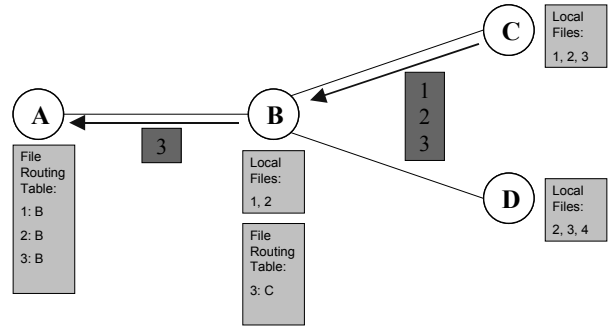 C
Local
Files:
1, 2, 3
1
2
3
A
B
3
File
Routing
Table:
1: B
2: B
3: B
Local
Files:
1, 2
File
Routing
Table:
3: C
D
Local
Files:
2, 3, 4